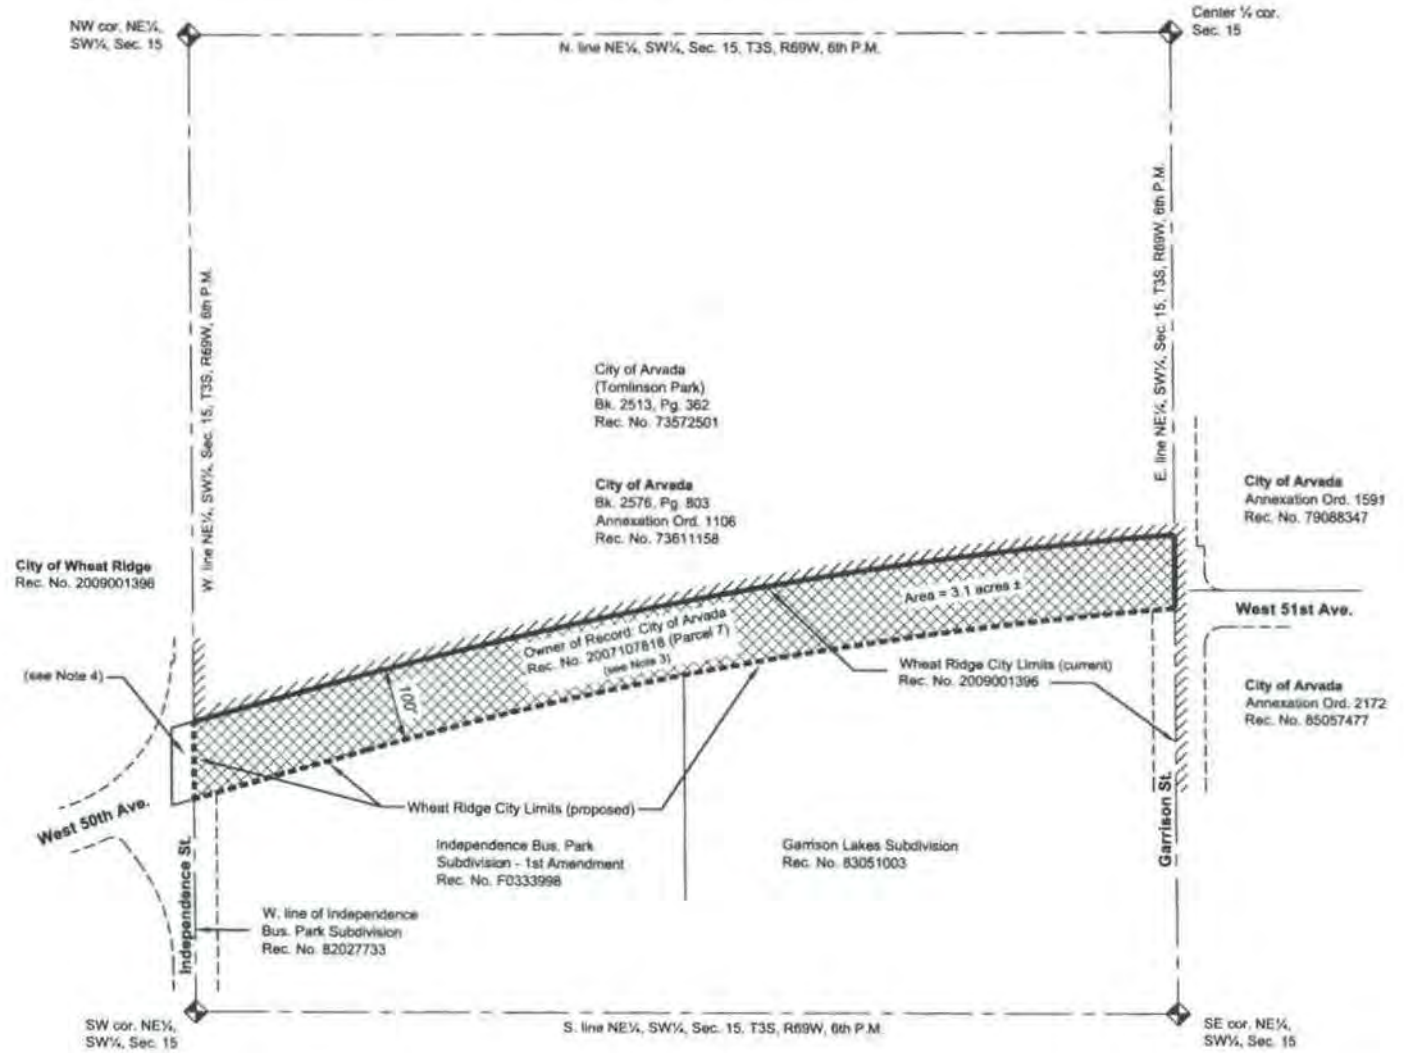 NW cor. NE¼,
SW¼, Sec. 15
N. line NE¼, SW¼, Sec. 15, T3S, R69W, 6th P.M.
Center ¼ cor.
Sec. 15
W. line NE¼, SW¼, Sec. 15, T3S, R69W, 6th P.M.
E. line NE¼, SW¼, Sec. 15, T3S, R69W, 6th P.M.
City of Arvada
(Tomlinson Park)
Bk. 2513, Pg. 362
Rec. No. 73572501
City of Arvada
Bk. 2576, Pg. 803
Annexation Ord. 1106
Rec. No. 73611158
City of Arvada
Annexation Ord. 1591
Rec. No. 79088347
City of Wheat Ridge
Rec. No. 2009001396
Area = 3.1 acres ±
West 51st Ave.
Owner of Record: City of Arvada
Rec. No. 2007107818 (Parcel 7)
(see Note 3)
(see Note 4)
100'
Wheat Ridge City Limits (current)
Rec. No. 2009001396
City of Arvada
Annexation Ord. 2172
Rec. No. 85057477
West 50th Ave.
Wheat Ridge City Limits (proposed)
Garrison St.
Independence St.
Independence Bus. Park
Subdivision - 1st Amendment
Rec. No. F0333998
Garrison Lakes Subdivision
Rec. No. 83051003
W. line of Independence
Bus. Park Subdivision
Rec. No. 82027733
SW cor. NE¼,
SW¼, Sec. 15
S. line NE¼, SW¼, Sec. 15, T3S, R69W, 6th P.M.
SE cor. NE¼,
SW¼, Sec. 15